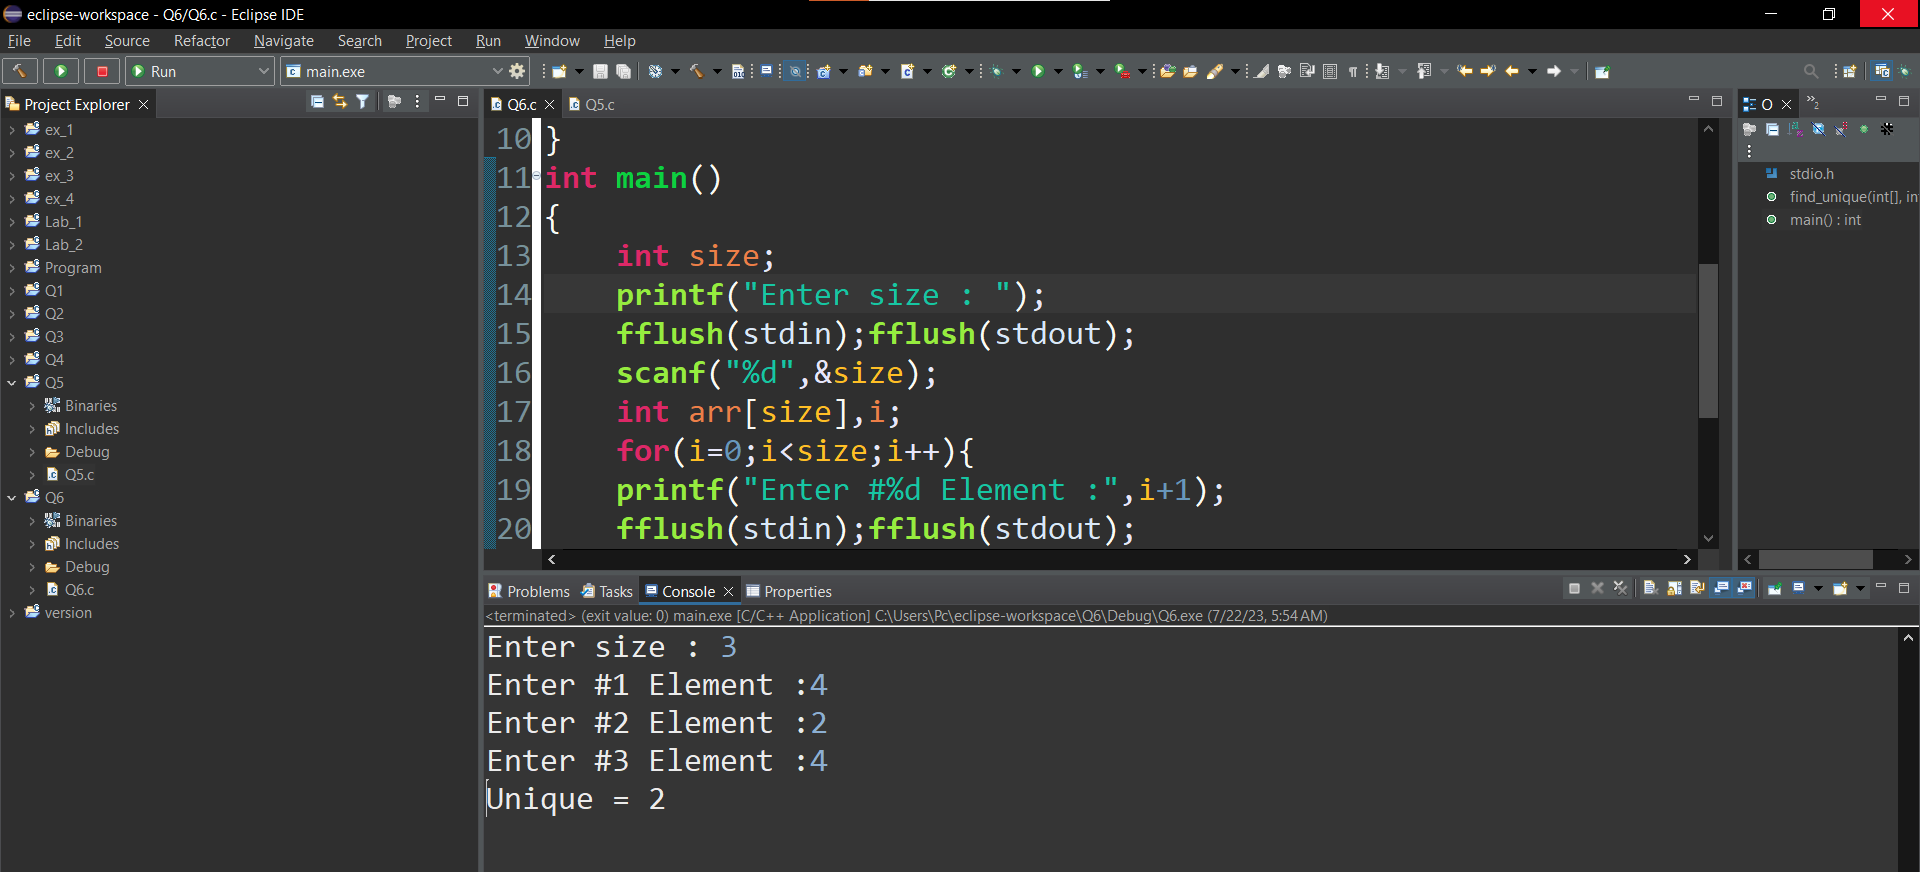 eclipse-workspace - Q6/Q6.c - Eclipse IDE
File Edit Source Refactor Navigate Search Project Run Window Help
Run main.exe
Project Explorer
ex_1
ex_2
ex_3
ex_4
Lab_1
Lab_2
Program
Q1
Q2
Q3
Q4
Q5
Binaries
Includes
Debug
Q5.c
Q6
Binaries
Includes
Debug
Q6.c
version
Q6.c Q5.c
10 }
11 int main()
12 {
13 int size;
14 printf("Enter size : ");
15 fflush(stdin);fflush(stdout);
16 scanf("%d",&size);
17 int arr[size],i;
18 for(i=0;i<size;i++){
19 printf("Enter #%d Element :",i+1);
20 fflush(stdin);fflush(stdout);
O »2
stdio.h
find_unique(int[], in
main() : int
Problems Tasks Console Properties
<terminated> (exit value: 0) main.exe [C/C++ Application] C:\Users\Pc\eclipse-workspace\Q6\Debug\Q6.exe (7/22/23, 5:54 AM)
Enter size : 3
Enter #1 Element :4
Enter #2 Element :2
Enter #3 Element :4
Unique = 2